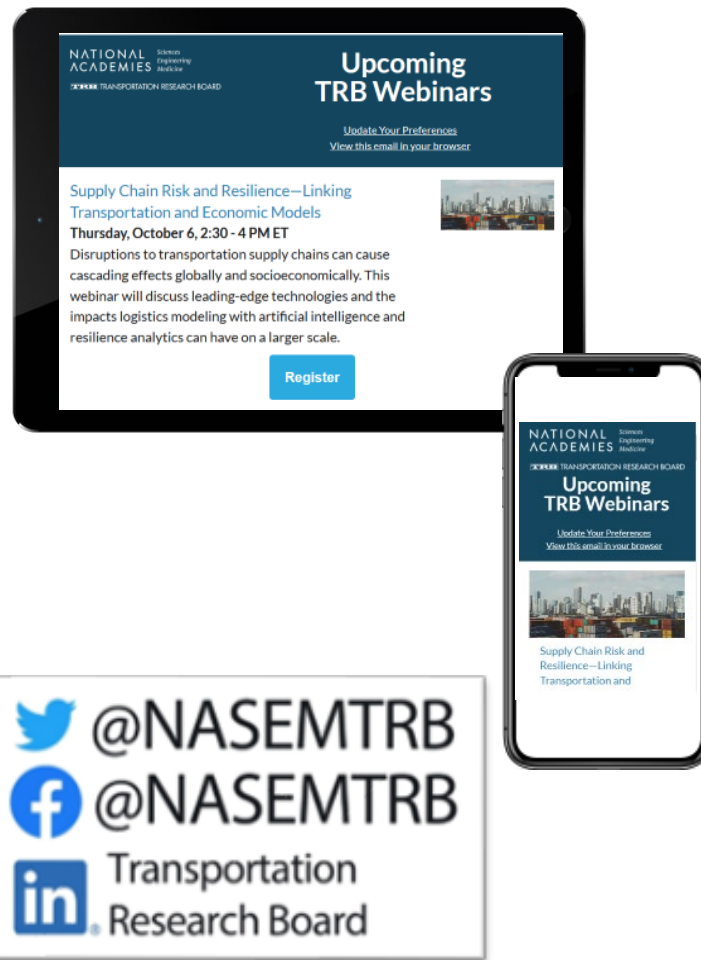 NATIONAL Sciences
ACADEMIES Engineering
Medicine
TRB TRANSPORTATION RESEARCH BOARD
Upcoming
TRB Webinars
Update Your Preferences
View this email in your browser
Supply Chain Risk and Resilience—Linking
Transportation and Economic Models
Thursday, October 6, 2:30 - 4 PM ET
Disruptions to transportation supply chains can cause
cascading effects globally and socioeconomically. This
webinar will discuss leading-edge technologies and the
impacts logistics modeling with artificial intelligence and
resilience analytics can have on a larger scale.
Register
NATIONAL Sciences
ACADEMIES Engineering
Medicine
TRB TRANSPORTATION RESEARCH BOARD
Upcoming
TRB Webinars
Update Your Preferences
View this email in your browser
Supply Chain Risk and
Resilience—Linking
Transportation and
@NASEMTRB
f @NASEMTRB
in® Transportation
Research Board